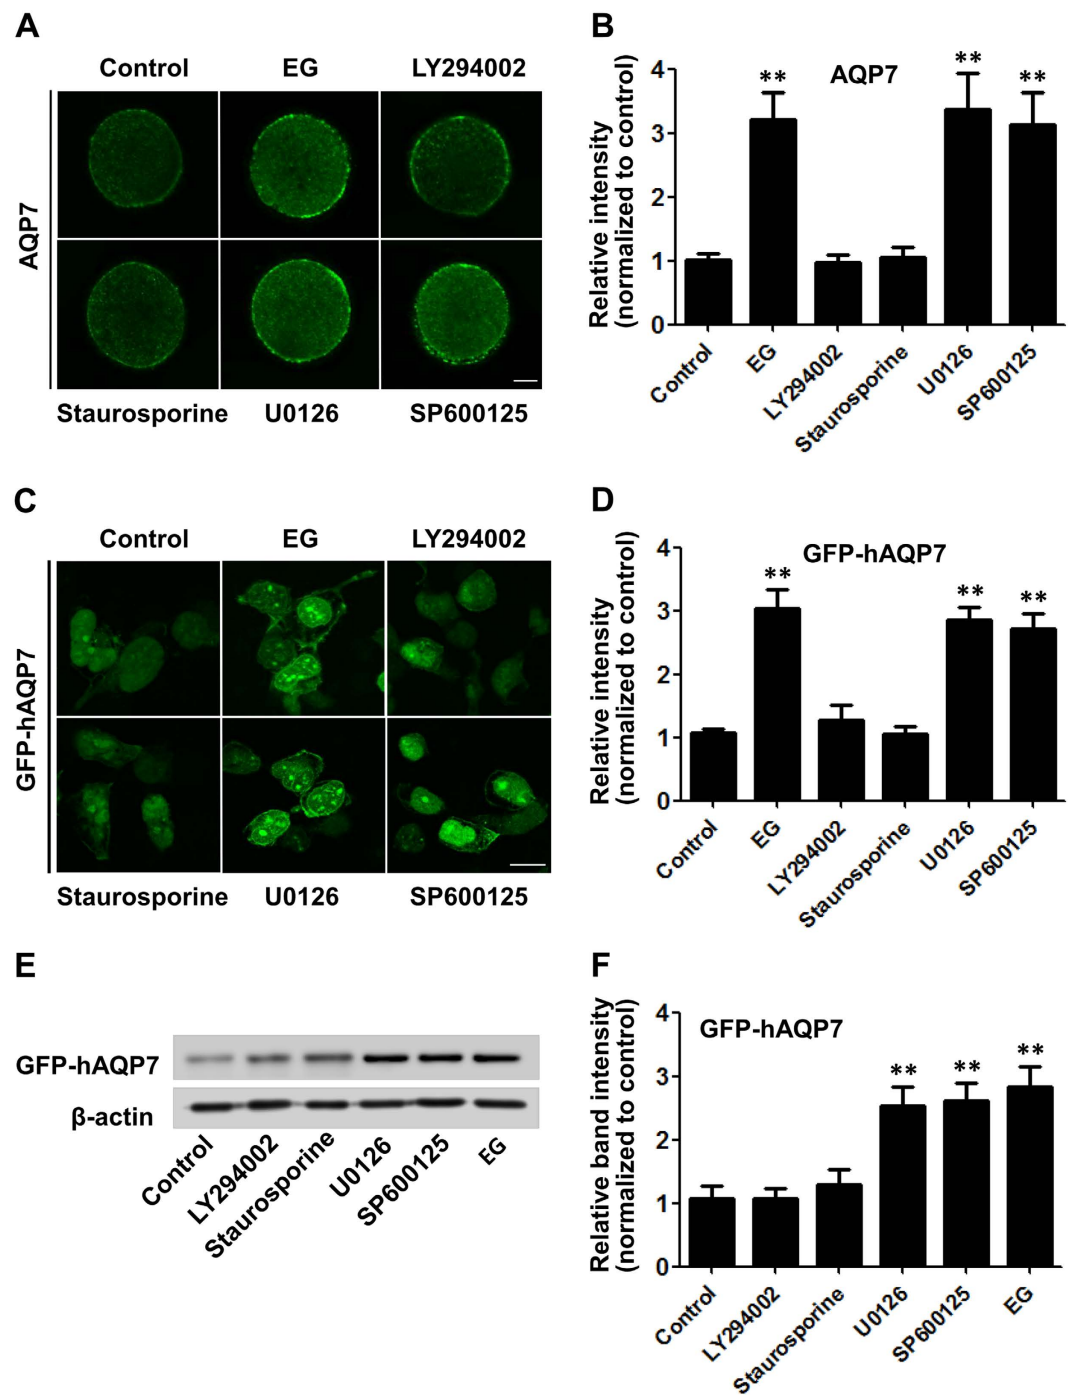 A
Control EG LY294002
AQP7
Staurosporine U0126 SP600125
B
AQP7
Relative intensity
(normalized to control)
4
3
2
1
0
** ** **
Control EG LY294002 Staurosporine U0126 SP600125
C
Control EG LY294002
GFP-hAQP7
Staurosporine U0126 SP600125
D
GFP-hAQP7
Relative intensity
(normalized to control)
4
3
2
1
0
** ** **
Control EG LY294002 Staurosporine U0126 SP600125
E
GFP-hAQP7
β-actin
Control LY294002 Staurosporine U0126 SP600125 EG
F
GFP-hAQP7
Relative band intensity
(normalized to control)
4
3
2
1
0
** ** **
Control LY294002 Staurosporine U0126 SP600125 EG